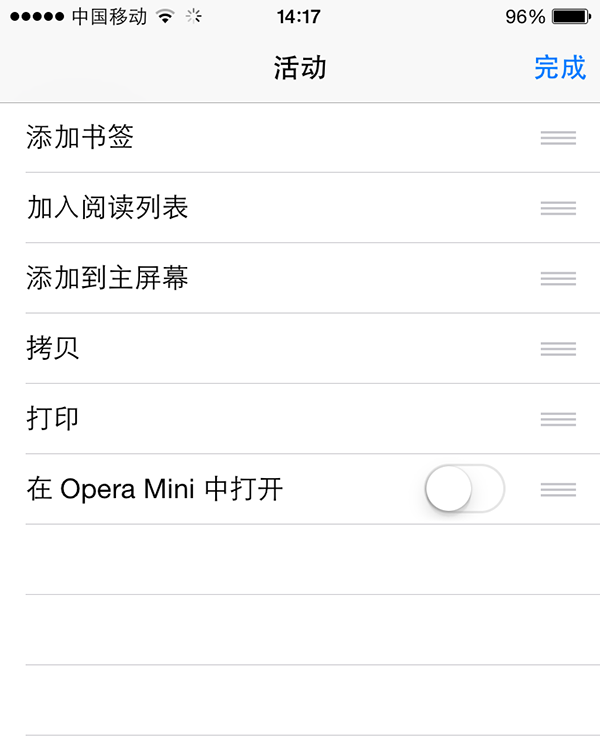 中国移动 14:17 96%
活动 完成
添加书签
加入阅读列表
添加到主屏幕
拷贝
打印
在 Opera Mini 中打开